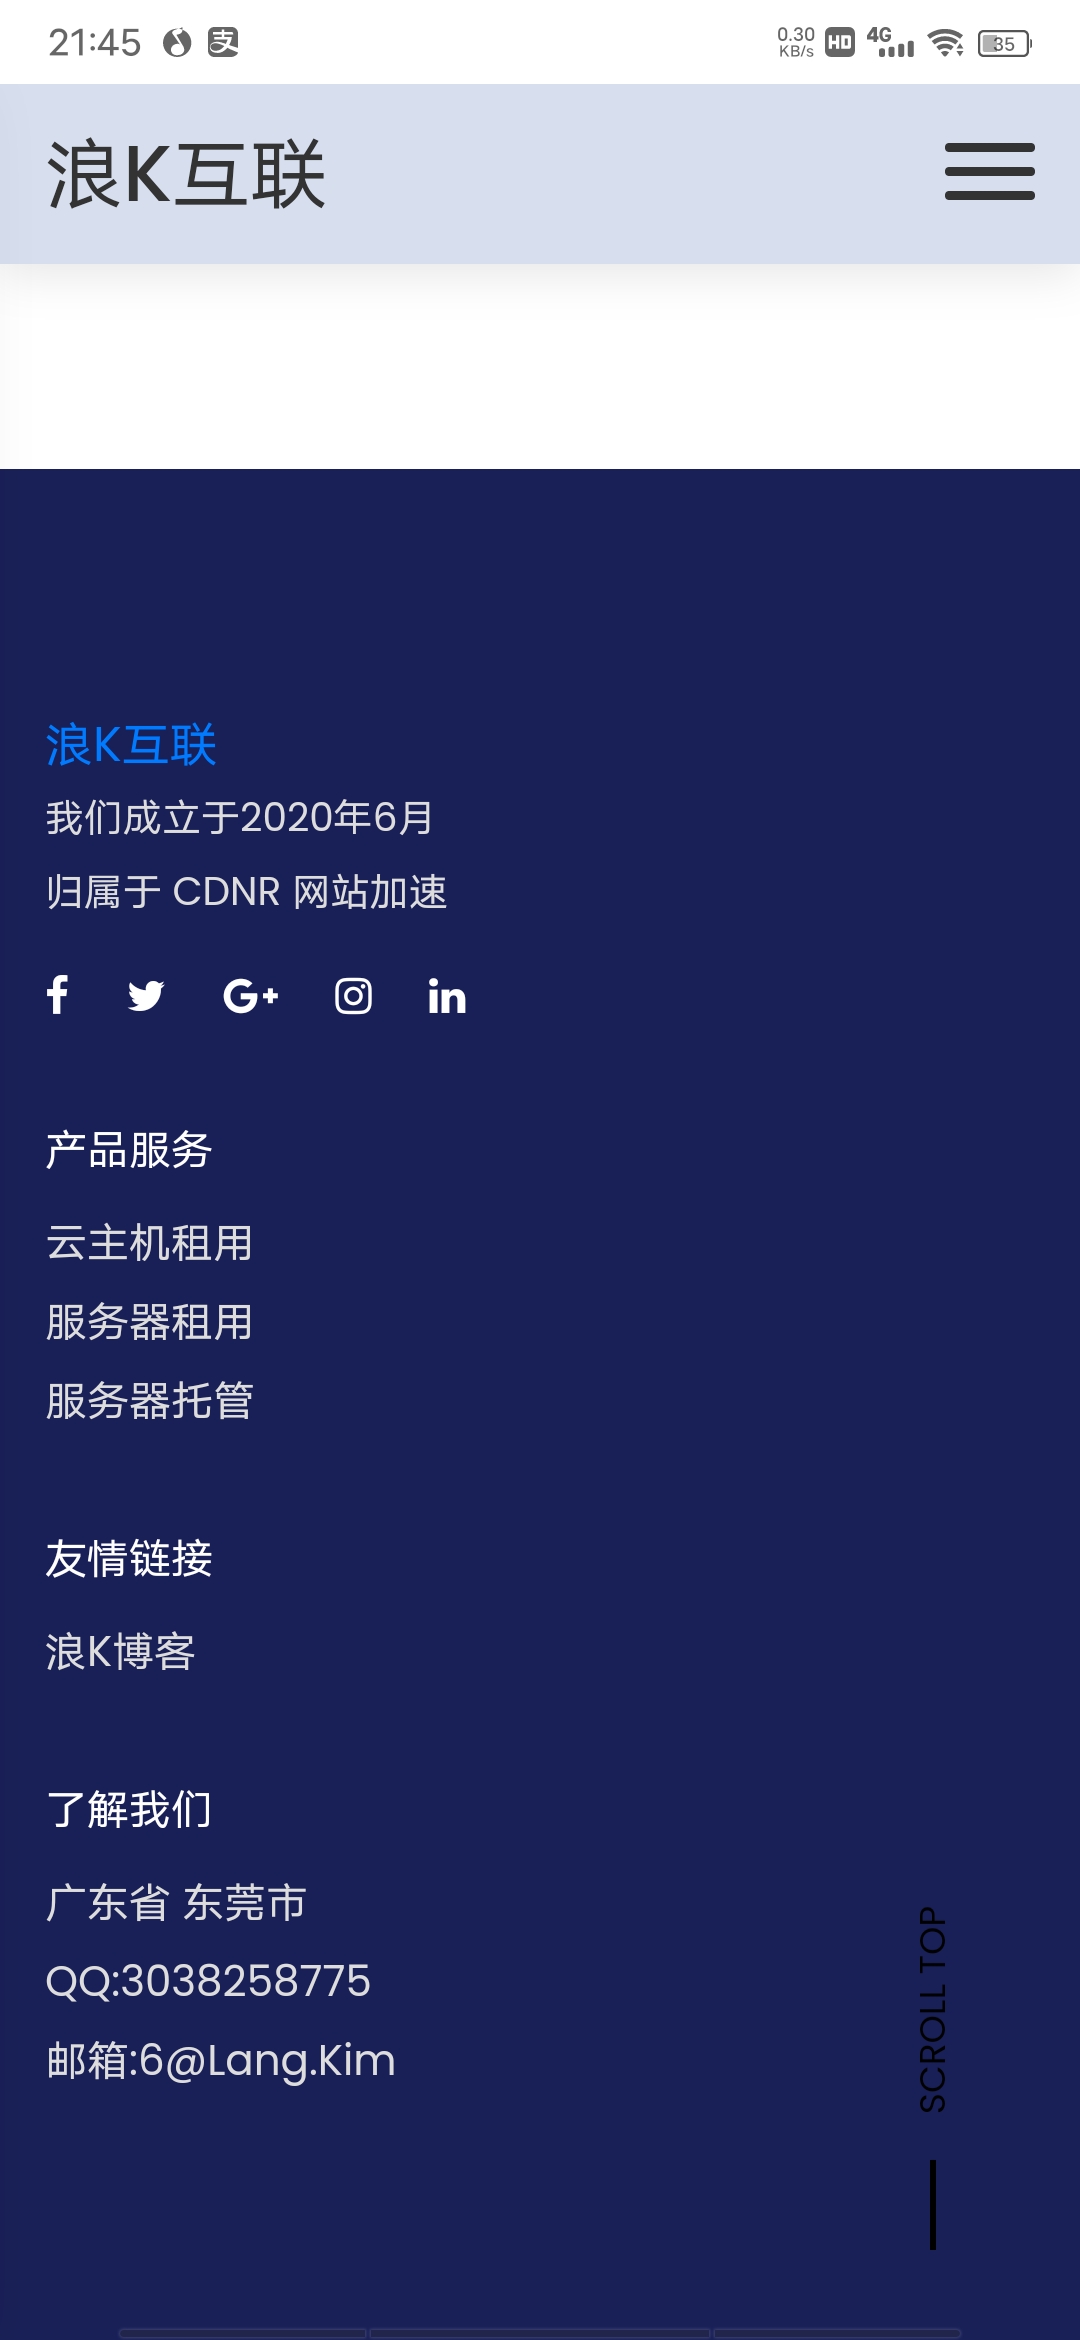 21:45 支 0.30 KB/s HD 4G 35
浪K互联
浪K互联
我们成立于2020年6月
归属于 CDNR 网站加速
产品服务
云主机租用
服务器租用
服务器托管
友情链接
浪K博客
了解我们
广东省 东莞市
QQ:3038258775
邮箱:6@Lang.Kim
SCROLL TOP